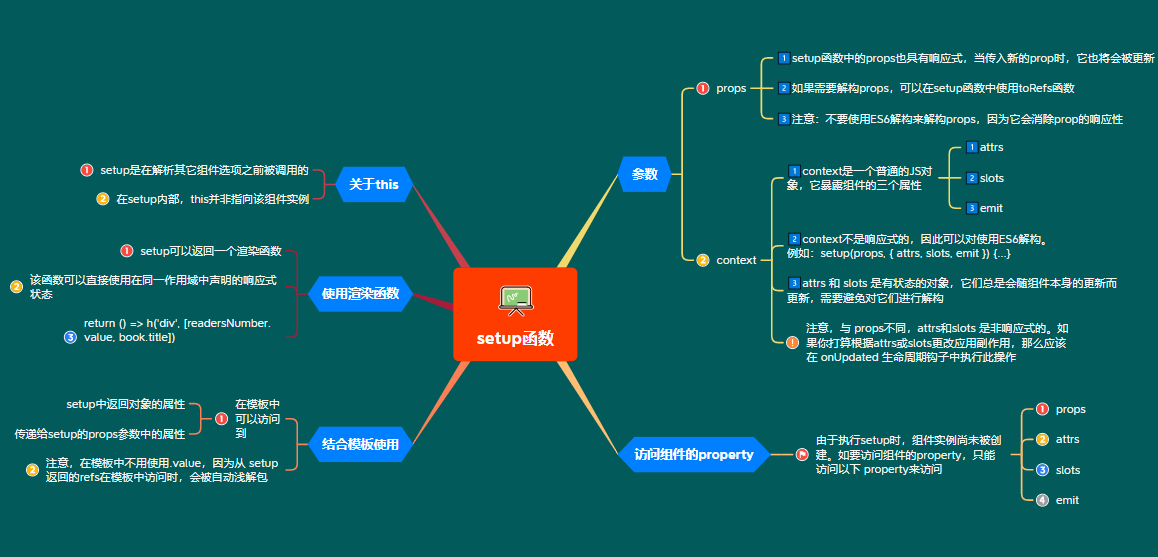 setup函数
参数
1 props
1 setup函数中的props也具有响应式，当传入新的prop时，它也将会被更新
2 如果需要解构props，可以在setup函数中使用toRefs函数
3 注意：不要使用ES6解构来解构props，因为它会消除prop的响应性
2 context
1 context是一个普通的JS对
象，它暴露组件的三个属性
1 attrs
2 slots
3 emit
2 context不是响应式的，因此可以对使用ES6解构。
例如：setup(props, { attrs, slots, emit }) {...}
3 attrs 和 slots 是有状态的对象，它们总是会随组件本身的更新而
更新，需要避免对它们进行解构
! 注意，与 props不同，attrs和slots 是非响应式的。如
果你打算根据attrs或slots更改应用副作用，那么应该
在 onUpdated 生命周期钩子中执行此操作
访问组件的property
由于执行setup时，组件实例尚未被创
建。如要访问组件的property，只能
访问以下 property来访问
1 props
2 attrs
3 slots
4 emit
关于this
1 setup是在解析其它组件选项之前被调用的
2 在setup内部，this并非指向该组件实例
使用渲染函数
1 setup可以返回一个渲染函数
2 该函数可以直接使用在同一作用域中声明的响应式
状态
3 return () => h('div', [readersNumber.
value, book.title])
结合模板使用
1 在模板中
可以访问
到
setup中返回对象的属性
传递给setup的props参数中的属性
2 注意，在模板中不用使用.value，因为从 setup
返回的refs在模板中访问时，会被自动浅解包